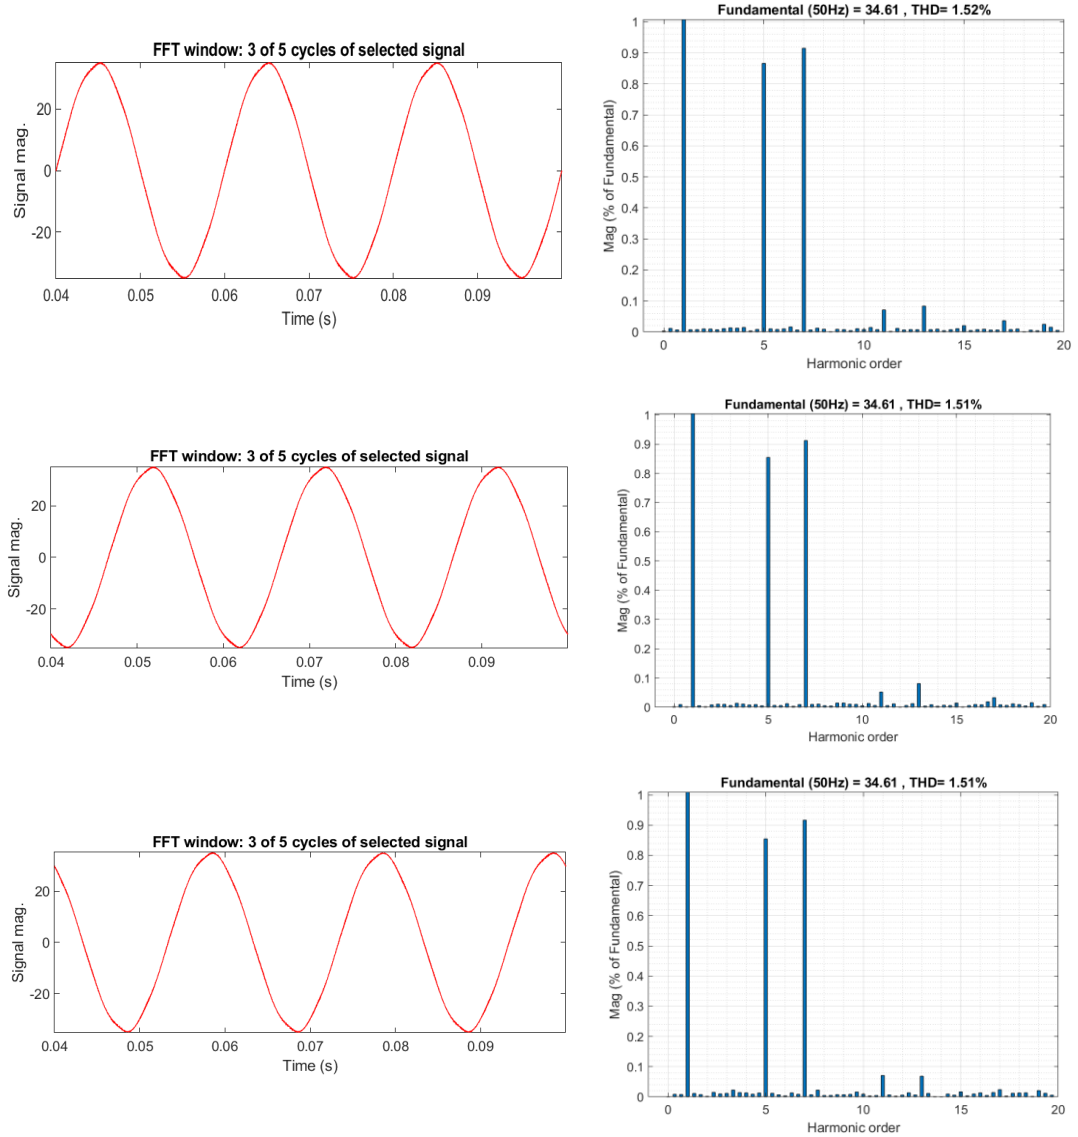 FFT window: 3 of 5 cycles of selected signal
Signal mag.
20
0
-20
0.04 0.05 0.06 0.07 0.08 0.09
Time (s)
Fundamental (50Hz) = 34.61 , THD= 1.52%
Mag (% of Fundamental)
1
0.9
0.8
0.7
0.6
0.5
0.4
0.3
0.2
0.1
0
0 5 10 15 20
Harmonic order
FFT window: 3 of 5 cycles of selected signal
Signal mag.
20
0
-20
0.04 0.05 0.06 0.07 0.08 0.09
Time (s)
Fundamental (50Hz) = 34.61 , THD= 1.51%
Mag (% of Fundamental)
1
0.9
0.8
0.7
0.6
0.5
0.4
0.3
0.2
0.1
0
0 5 10 15 20
Harmonic order
FFT window: 3 of 5 cycles of selected signal
Signal mag.
20
0
-20
0.04 0.05 0.06 0.07 0.08 0.09
Time (s)
Fundamental (50Hz) = 34.61 , THD= 1.51%
Mag (% of Fundamental)
1
0.9
0.8
0.7
0.6
0.5
0.4
0.3
0.2
0.1
0
0 5 10 15 20
Harmonic order